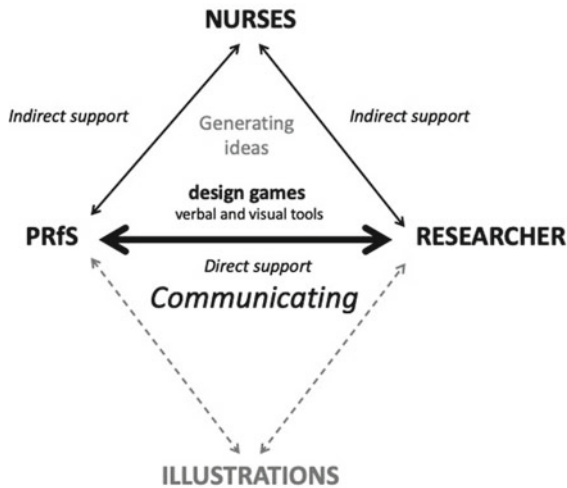 NURSES
Indirect support
Indirect support
Generating
ideas
design games
verbal and visual tools
PRfS
RESEARCHER
Direct support
Communicating
ILLUSTRATIONS